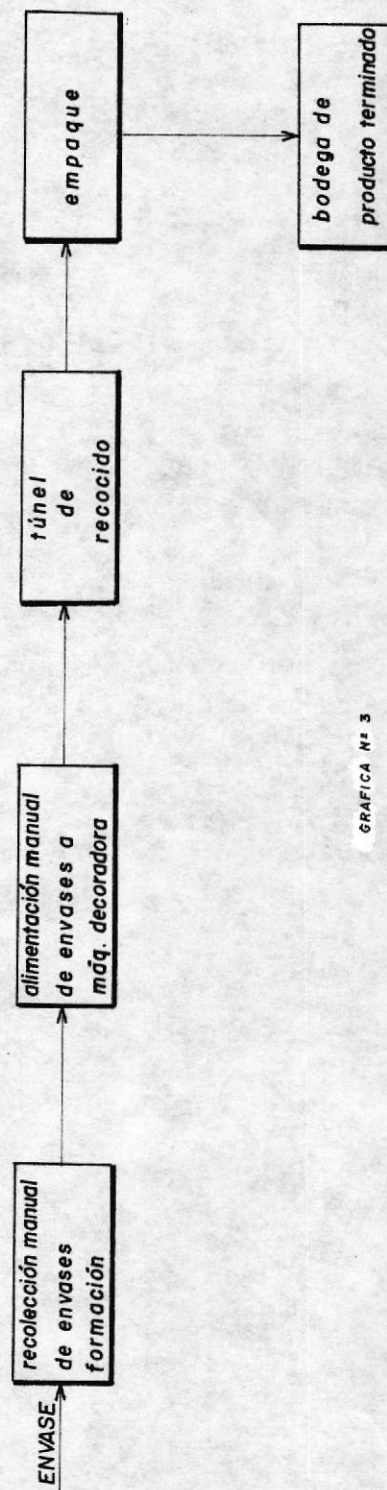 ENVASE
recolección manual
de envases
formación
alimentación manual
de envases a
máq. decoradora
túnel
de
recocido
empaque
bodega de
producto terminado
GRAFICA Nº 3